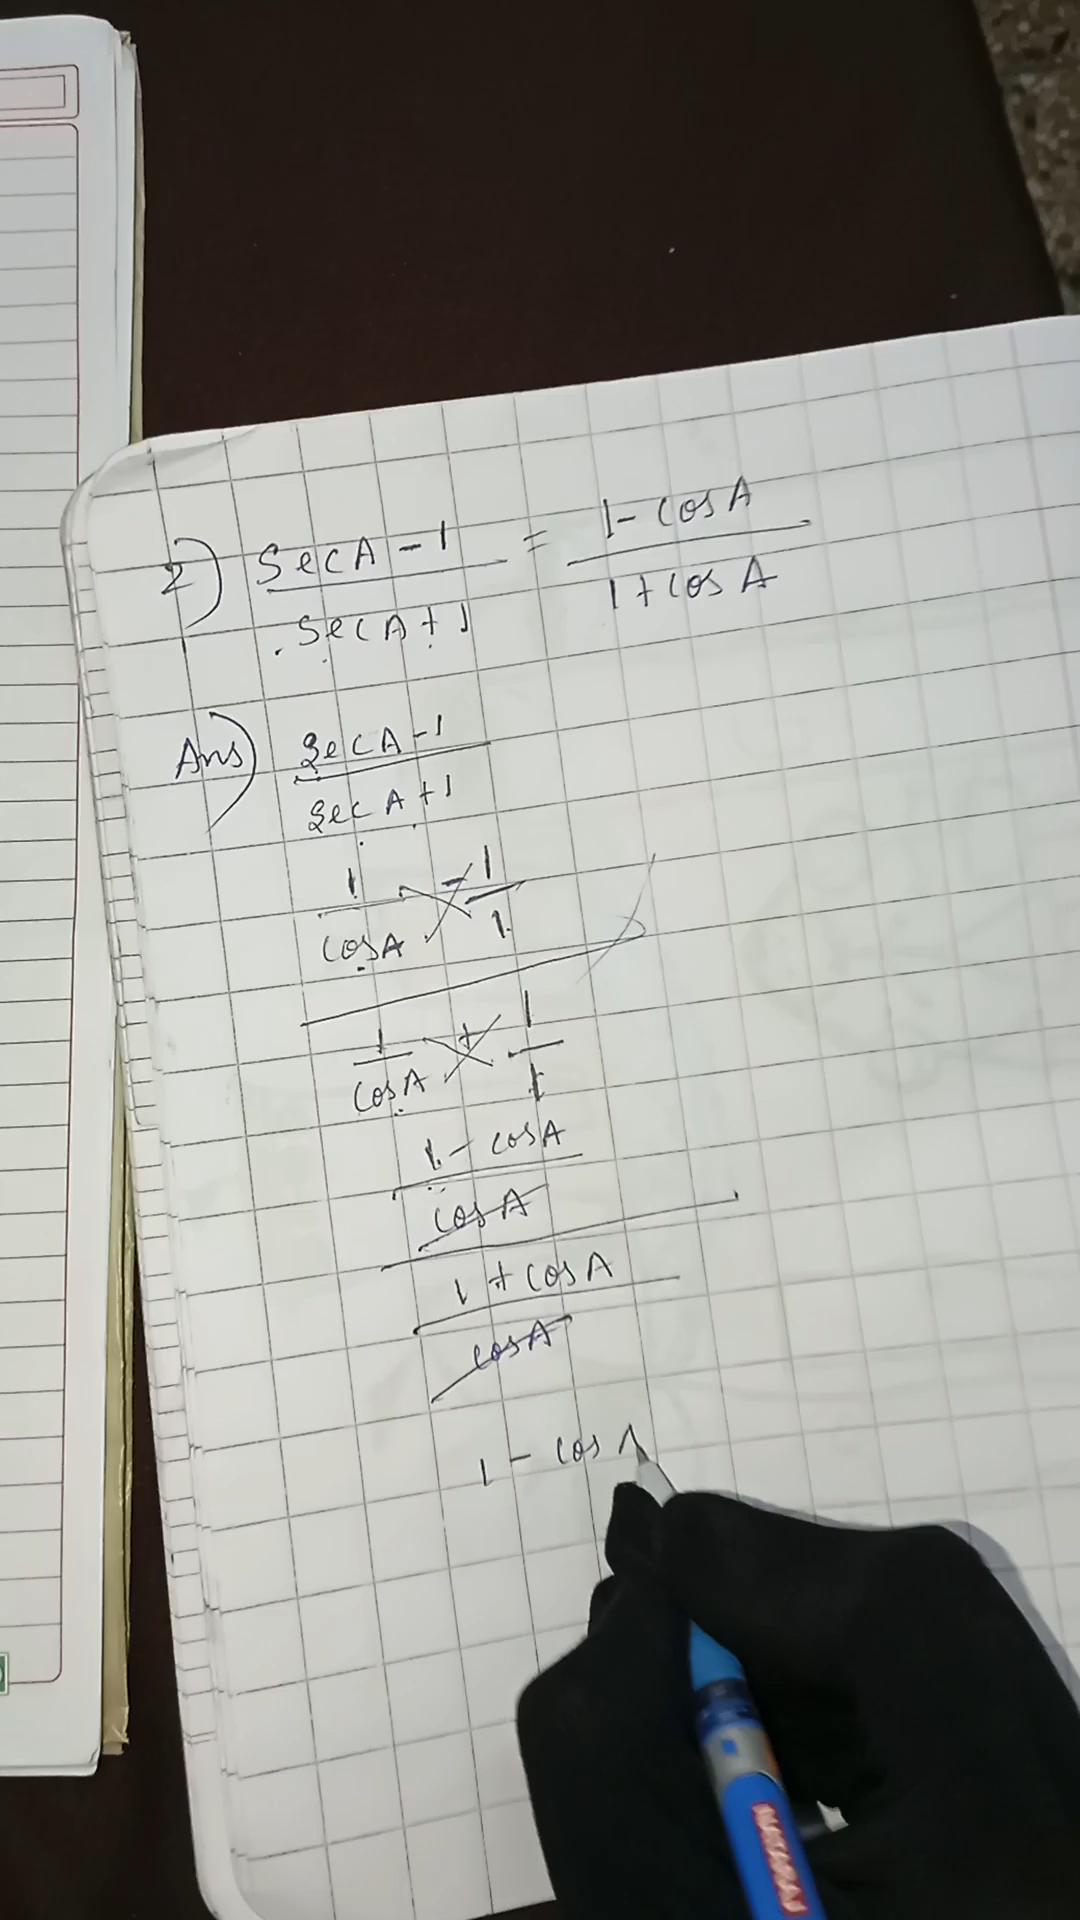 2) SecA - 1 = 1 - cosA
SecA + 1 1 + cosA
Ans) SecA - 1
SecA + 1
1 - 1
cosA 1
1 + 1
cosA 1
1 - cosA
cosA
1 + cosA
cosA
1 - cos A